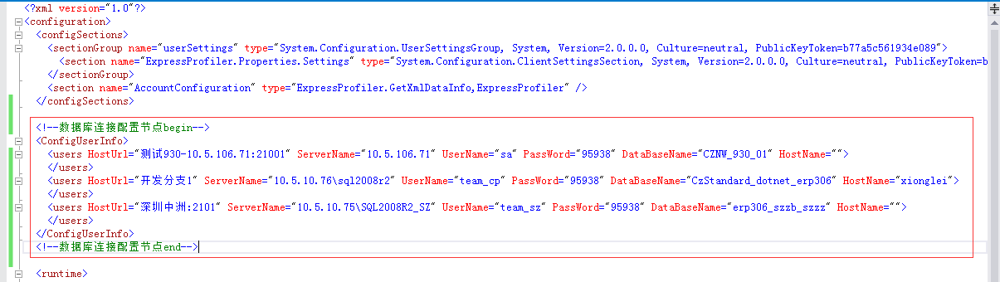 <?xml version="1.0"?>
<configuration>
<configSections>
<sectionGroup name="userSettings" type="System.Configuration.UserSettingsGroup, System, Version=2.0.0.0, Culture=neutral, PublicKeyToken=b77a5c561934e089">
<section name="ExpressProfiler.Properties.Settings" type="System.Configuration.ClientSettingsSection, System, Version=2.0.0.0, Culture=neutral, PublicKeyToken=b
</sectionGroup>
<section name="AccountConfiguration" type="ExpressProfiler.GetXmlDataInfo,ExpressProfiler" />
</configSections>
<!--数据库连接配置节点begin-->
<ConfigUserInfo>
<users HostUrl="测试930-10.5.106.71:21001" ServerName="10.5.106.71" UserName="sa" PassWord="95938" DataBaseName="CZNW_930_01" HostName="">
</users>
<users HostUrl="开发分支1" ServerName="10.5.10.76\sql2008r2" UserName="team_cp" PassWord="95938" DataBaseName="CzStandard_dotnet_erp306" HostName="xionglei">
</users>
<users HostUrl="深圳中洲:2101" ServerName="10.5.10.75\SQL2008R2_SZ" UserName="team_sz" PassWord="95938" DataBaseName="erp306_szzb_szzz" HostName="">
</users>
</ConfigUserInfo>
<!--数据库连接配置节点end-->
<runtime>